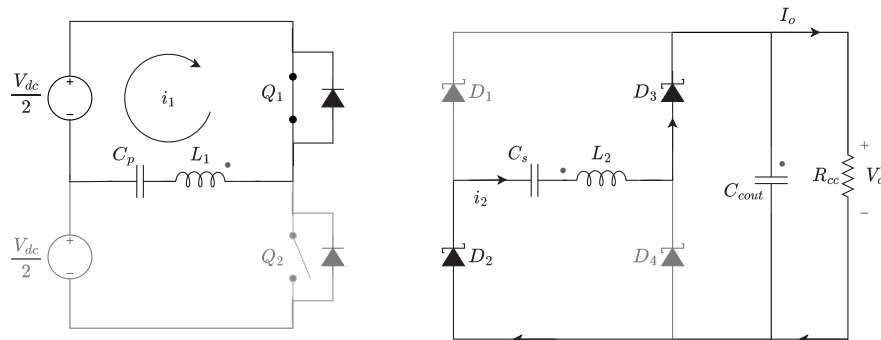 V_dc/2
+
−
i_1
Q_1
C_p
L_1
V_dc/2
+
−
Q_2
I_o
D_1
D_3
C_s
L_2
i_2
D_2
D_4
C_cout
R_cc
+
V_o
−